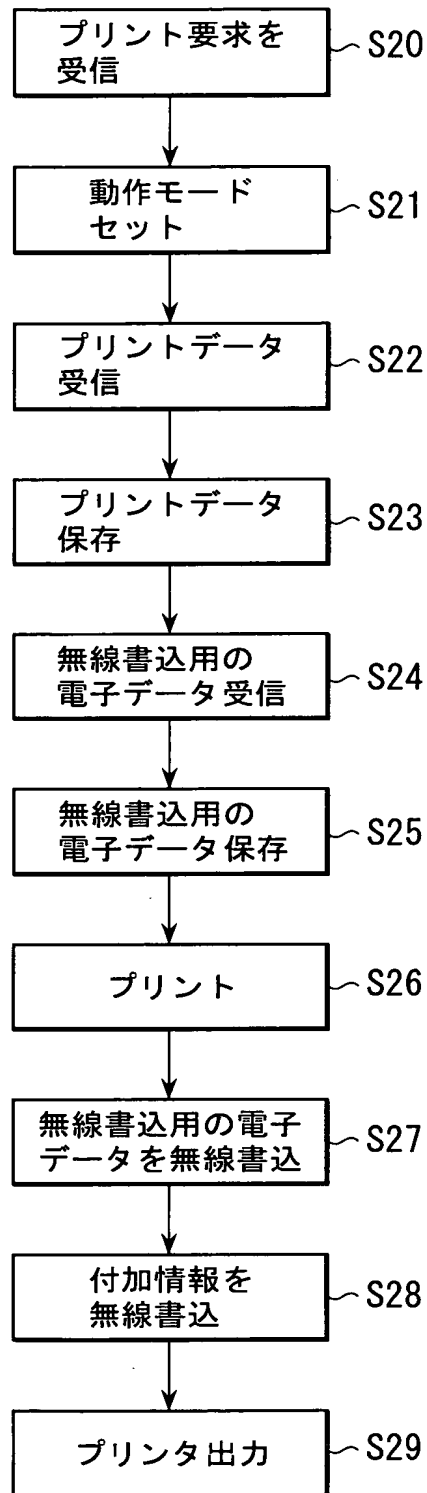 プリント要求を
受信
S20
動作モード
セット
S21
プリントデータ
受信
S22
プリントデータ
保存
S23
無線書込用の
電子データ受信
S24
無線書込用の
電子データ保存
S25
プリント
S26
無線書込用の電子
データを無線書込
S27
付加情報を
無線書込
S28
プリンタ出力
S29